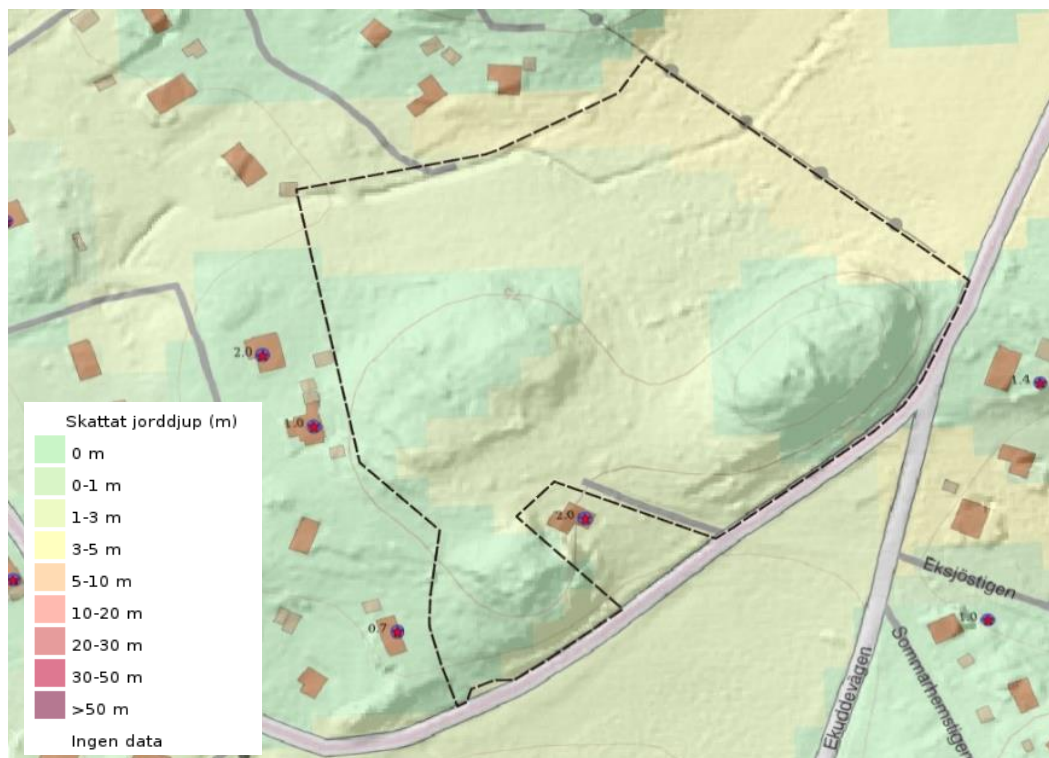 2.0
1.0
2.0
0.7
1.4
1.0
Eksjöstigen
Sommarhemstigen
Ekuddevägen
Skattat jorddjup (m)
0 m
0-1 m
1-3 m
3-5 m
5-10 m
10-20 m
20-30 m
30-50 m
>50 m
Ingen data